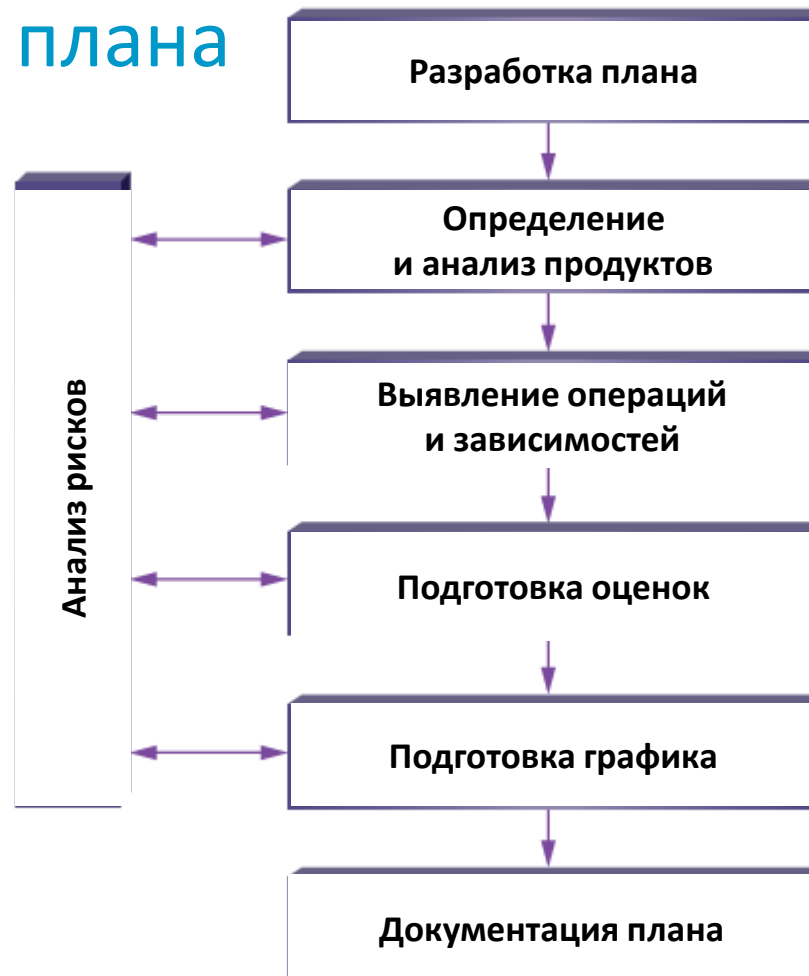 плана
Разработка плана
Определение
и анализ продуктов
Выявление операций
и зависимостей
Анализ рисков
Подготовка оценок
Подготовка графика
Документация плана